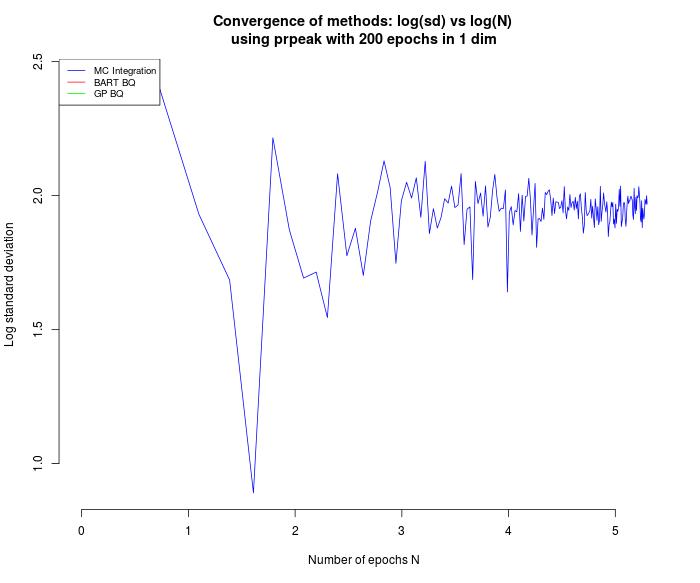 Convergence of methods: log(sd) vs log(N)
using prpeak with 200 epochs in 1 dim
MC Integration
BART BQ
GP BQ
2.5
2.0
1.5
1.0
Log standard deviation
0 1 2 3 4 5
Number of epochs N